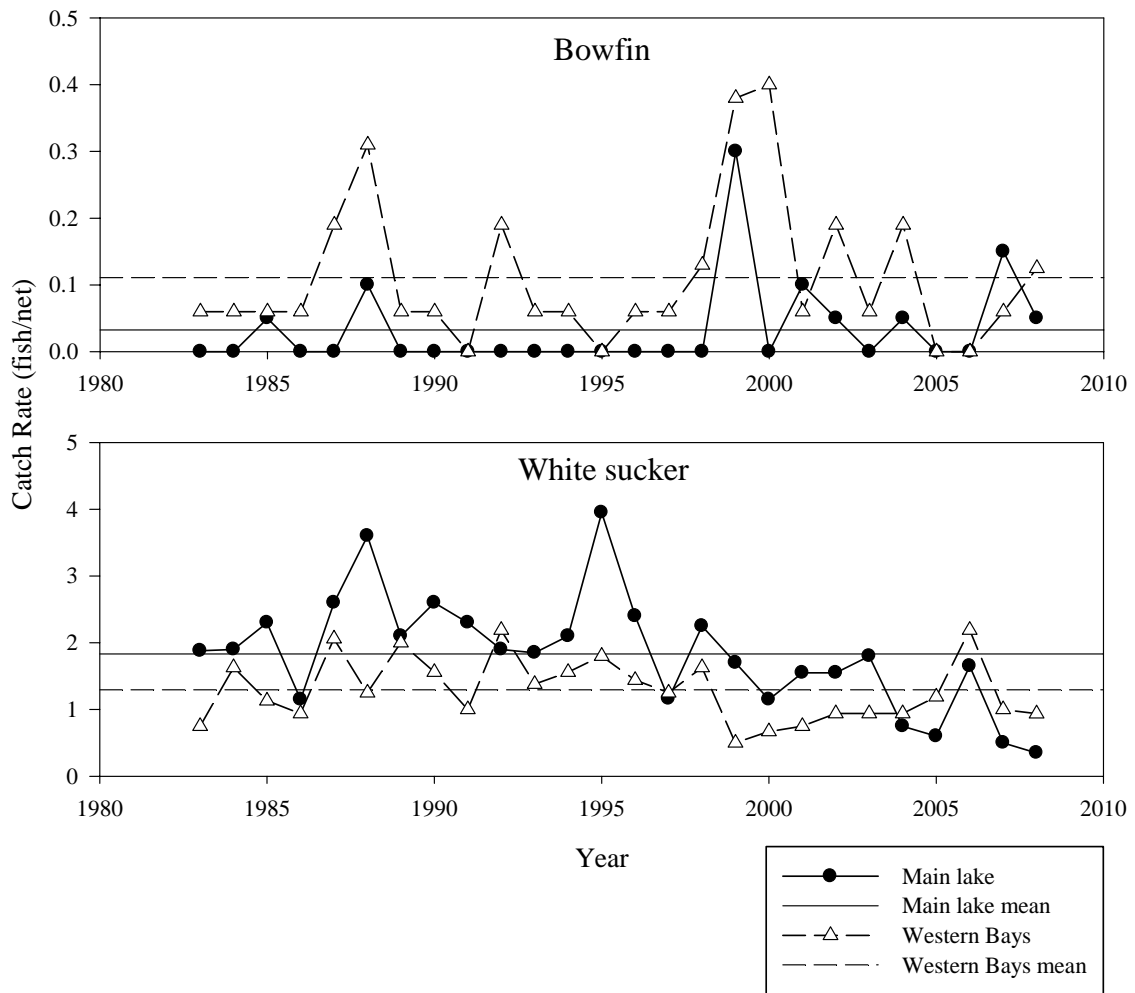 Bowfin
0.5
0.4
0.3
0.2
0.1
0.0
1980 1985 1990 1995 2000 2005 2010
Catch Rate (fish/net)
White sucker
5
4
3
2
1
0
1980 1985 1990 1995 2000 2005 2010
Year
Main lake
Main lake mean
Western Bays
Western Bays mean